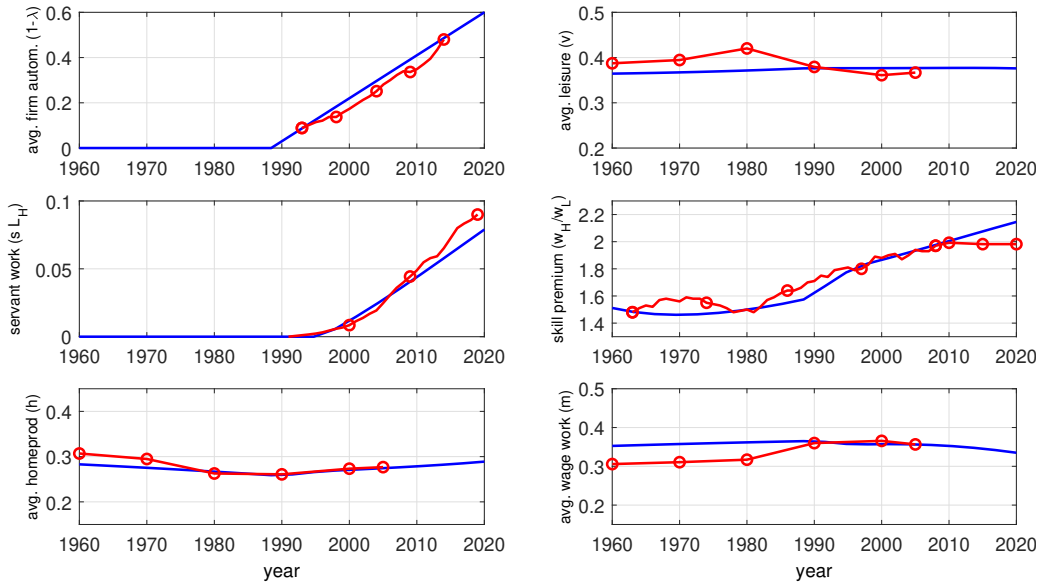 avg. firm autom. (1-λ)
0.6
0.4
0.2
0
1960 1970 1980 1990 2000 2010 2020
avg. leisure (v)
0.5
0.4
0.3
0.2
1960 1970 1980 1990 2000 2010 2020
servant work (s L_H)
0.1
0.05
0
1960 1970 1980 1990 2000 2010 2020
skill premium (w_H/w_L)
2.2
2
1.8
1.6
1.4
1960 1970 1980 1990 2000 2010 2020
avg. homeprod (h)
0.4
0.3
0.2
1960 1970 1980 1990 2000 2010 2020
year
avg. wage work (m)
0.5
0.4
0.3
0.2
1960 1970 1980 1990 2000 2010 2020
year